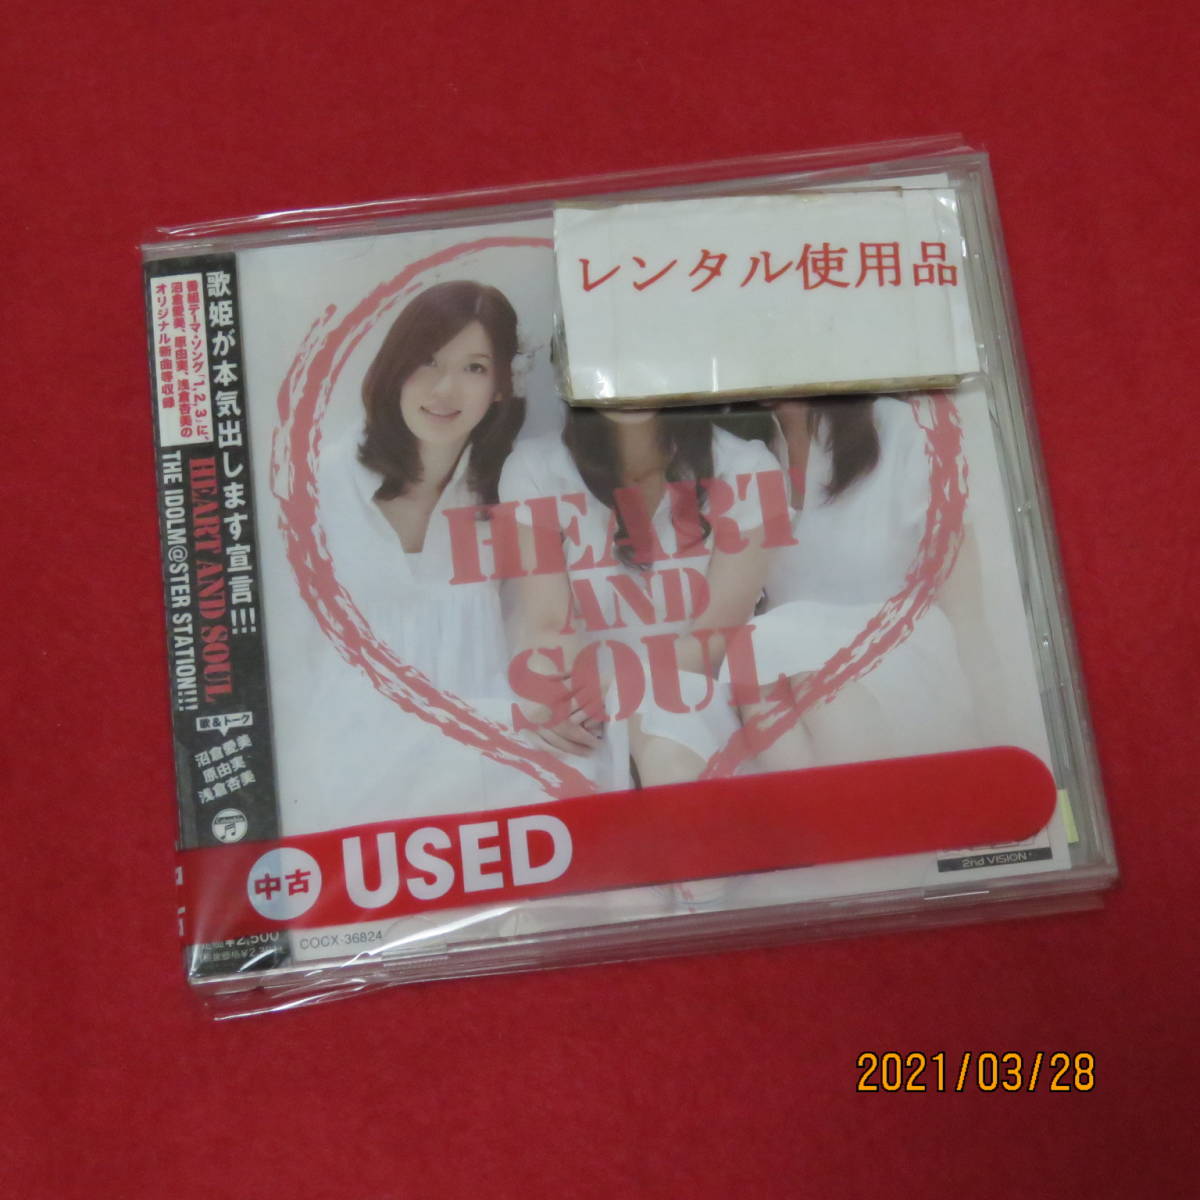 レンタル使用品
歌姫が本気出します宣言!!!
番組テーマ・ソング「1,2,3」に、
沼倉愛美、原由実、浅倉杏美の
オリジナル新曲等収録
HEART AND SOUL
THE IDOLM@STER STATION!!!
歌&トーク
沼倉愛美
原由実
浅倉杏美
Columbia
HEART
AND
SOUL
中古 USED
2nd VISION
¥2,500
COCX-36824
2021/03/28